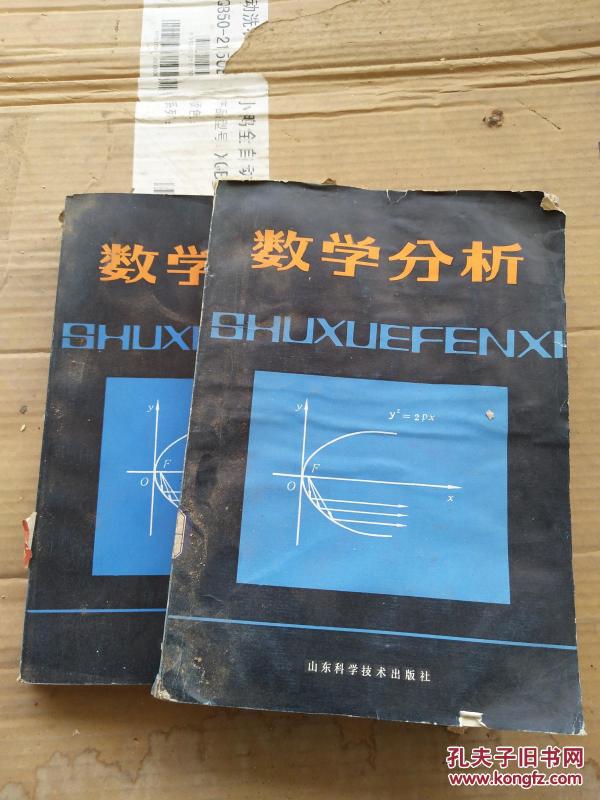 数学分析
SHUXUEFENXI
y² = 2px
y
F
O
x
山东科学技术出版社
数学
SHUXU
y
F
O
孔夫子旧书网
www.kongfz.com